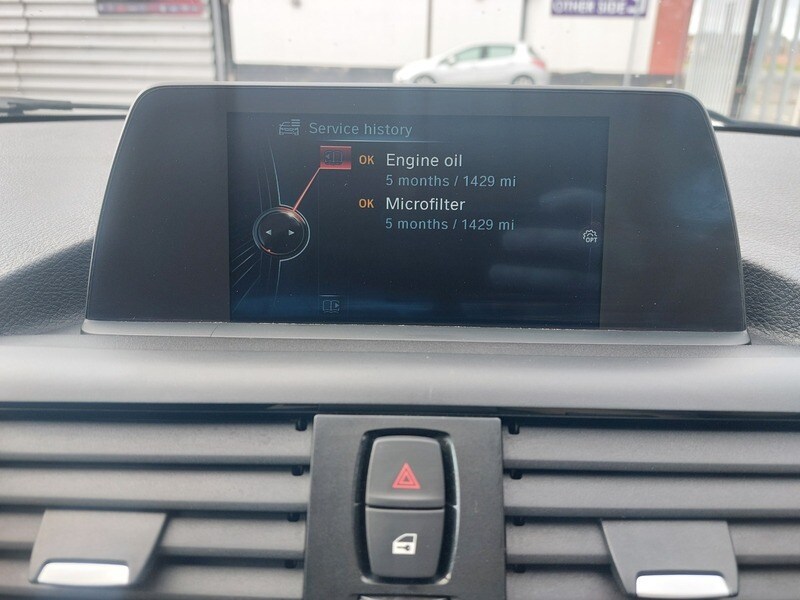 OTHER SIDE
Service history
OK Engine oil
5 months / 1429 mi
OK Microfilter
5 months / 1429 mi
OPT